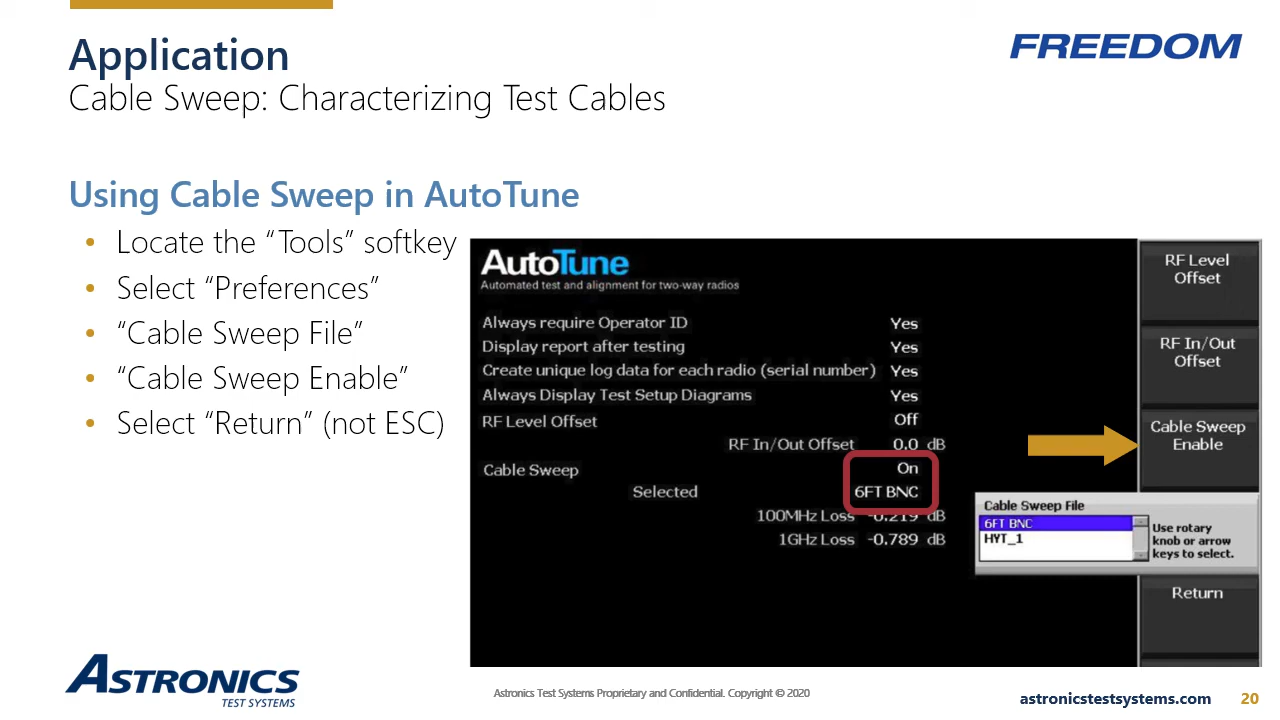 Application
FREEDOM
Cable Sweep: Characterizing Test Cables
Using Cable Sweep in AutoTune
• Locate the “Tools” softkey
• Select “Preferences”
• “Cable Sweep File”
• “Cable Sweep Enable”
• Select “Return” (not ESC)
AutoTune
Automated test and alignment for two-way radios
Always require Operator ID Yes
Display report after testing Yes
Create unique log data for each radio (serial number) Yes
Always Display Test Setup Diagrams Yes
RF Level Offset Off
RF In/Out Offset 0.0 dB
Cable Sweep On
Selected 6FT BNC
100MHz Loss -0.219 dB
1GHz Loss -0.789 dB
RF Level
Offset
RF In/Out
Offset
Cable Sweep
Enable
Cable Sweep File
6FT BNC
HYT_1
Use rotary
knob or arrow
keys to select.
Return
ASTRONICS
TEST SYSTEMS
Astronics Test Systems Proprietary and Confidential. Copyright © 2020
astronicstestsystems.com
20